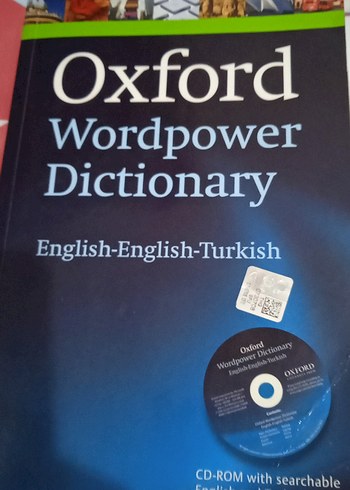 Oxford
Wordpower
Dictionary
English-English-Turkish
Oxford
Wordpower Dictionary
English-English-Turkish
OXFORD
CD-ROM with searchable